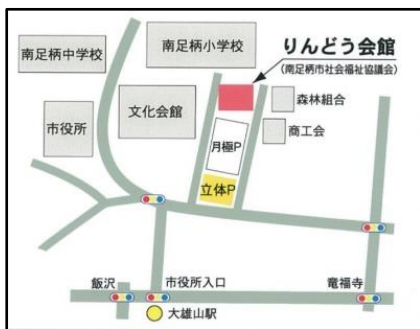 南足柄中学校
南足柄小学校
りんどう会館
(南足柄市社会福祉協議会)
市役所
文化会館
森林組合
月極P
商工会
立体P
飯沢
市役所入口
竜福寺
大雄山駅